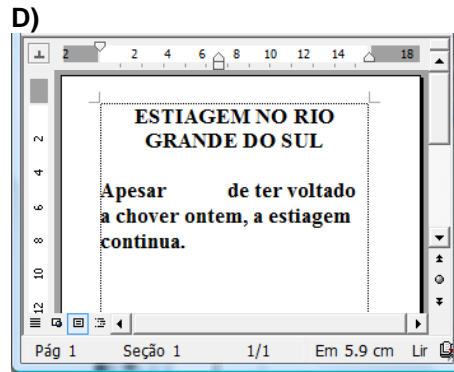 D)
2 2 4 6 8 10 12 14 18
ESTIAGEM NO RIO
GRANDE DO SUL
Apesar de ter voltado
a chover ontem, a estiagem
continua.
2
4
6
8
10
12
Pág 1 Seção 1 1/1 Em 5.9 cm Lir